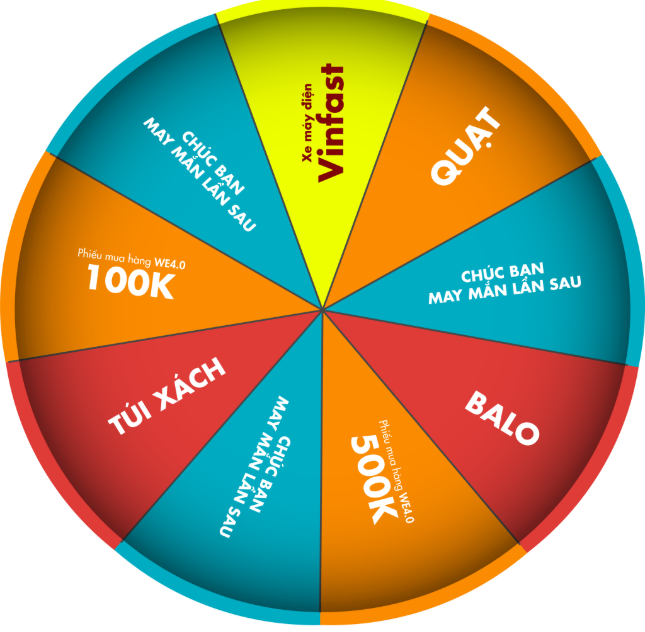 Xe máy điện
Vinfast
QUẠT
CHÚC BẠN
MAY MẮN LẦN SAU
BALO
Phiếu mua hàng WE4.0
500K
CHÚC BẠN
MAY MẮN LẦN SAU
TÚI XÁCH
Phiếu mua hàng WE4.0
100K
CHÚC BẠN
MAY MẮN LẦN SAU